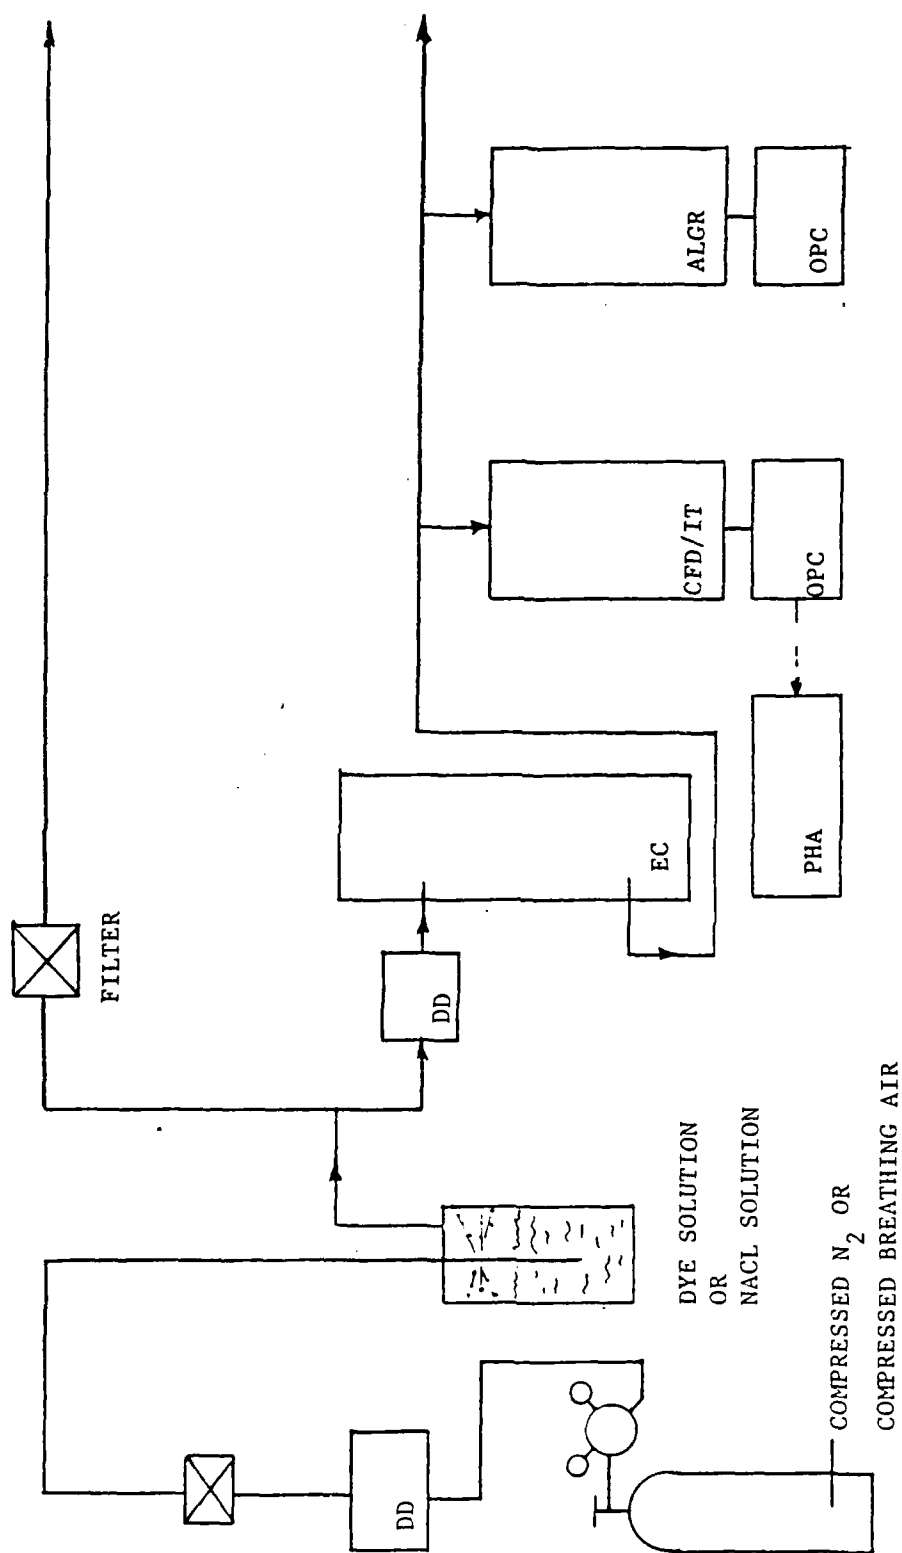 FILTER
DD
EC
PHA
CFD/IT
OPC
ALGR
OPC
DD
DYE SOLUTION
OR
NACL SOLUTION
COMPRESSED N2 OR
COMPRESSED BREATHING AIR